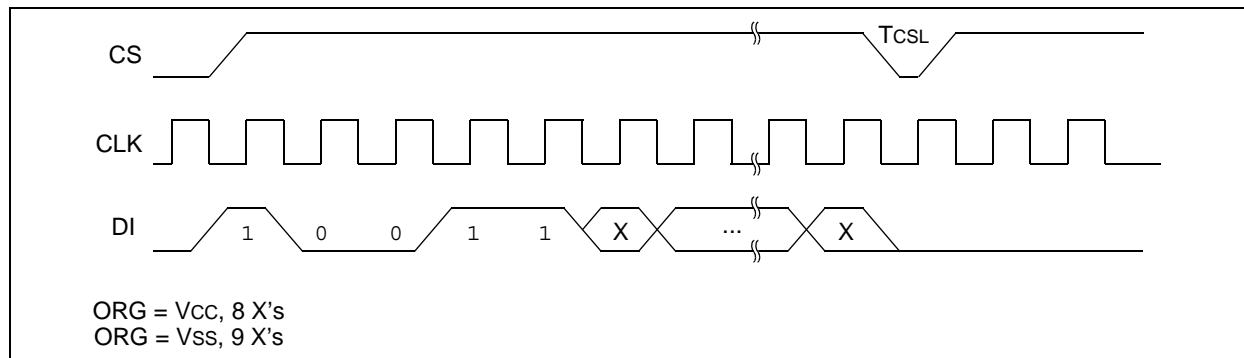 CS
TCSL
CLK
DI
1 0 0 1 1 X ... X
ORG = VCC, 8 X's
ORG = VSS, 9 X's